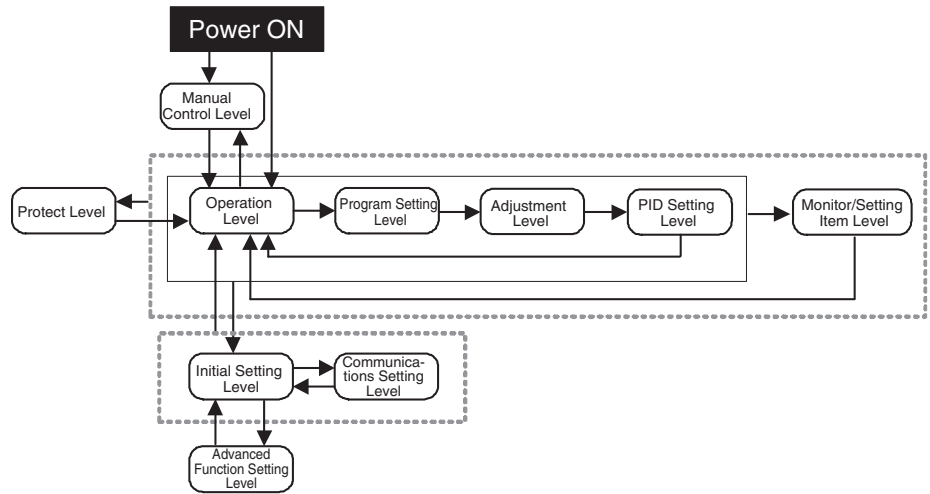 Power ON
Manual
Control Level
Protect Level
Operation
Level
Program Setting
Level
Adjustment
Level
PID Setting
Level
Monitor/Setting
Item Level
Initial Setting
Level
Communica-
tions Setting
Level
Advanced
Function Setting
Level